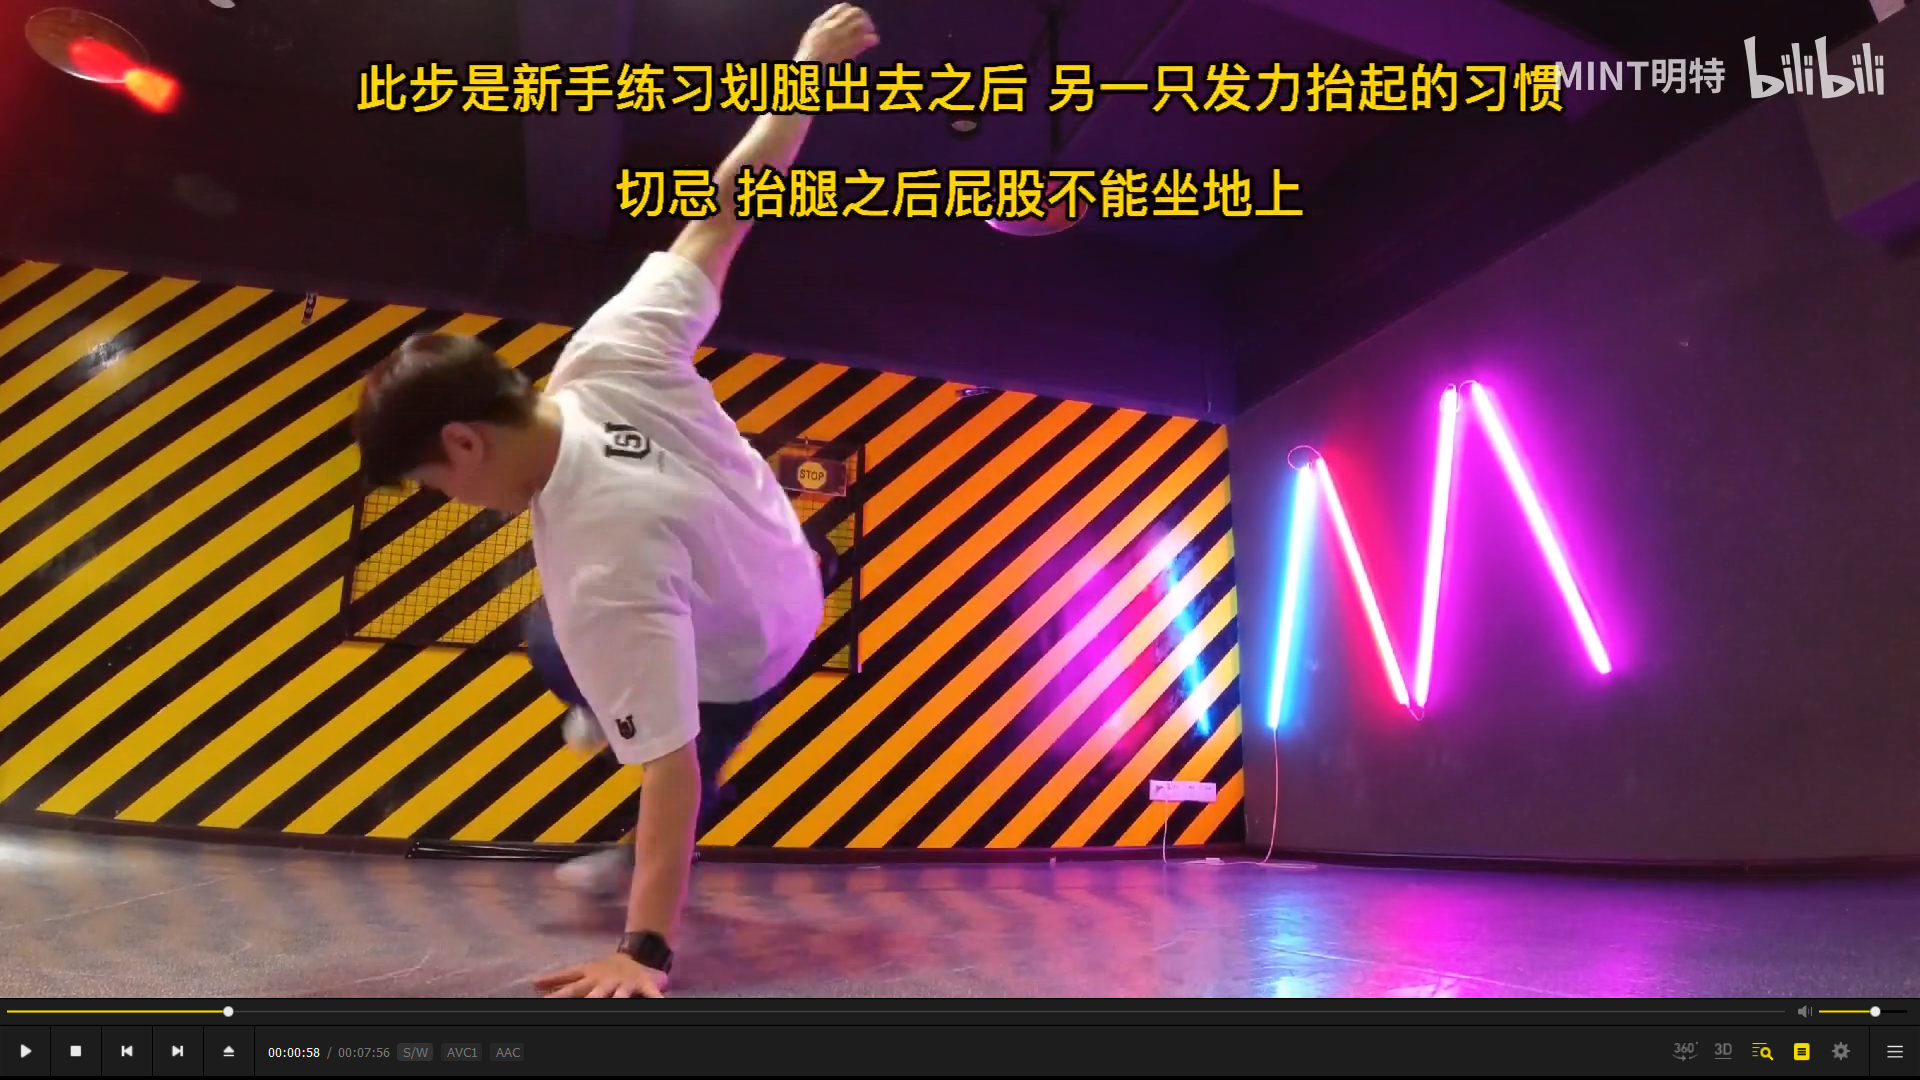 此步是新手练习划腿出去之后 另一只发力抬起的习惯
MINT明特 bilibili
切忌 抬腿之后屁股不能坐地上
STOP
00:00:58 / 00:07:56 S/W AVC1 AAC
360° 3D